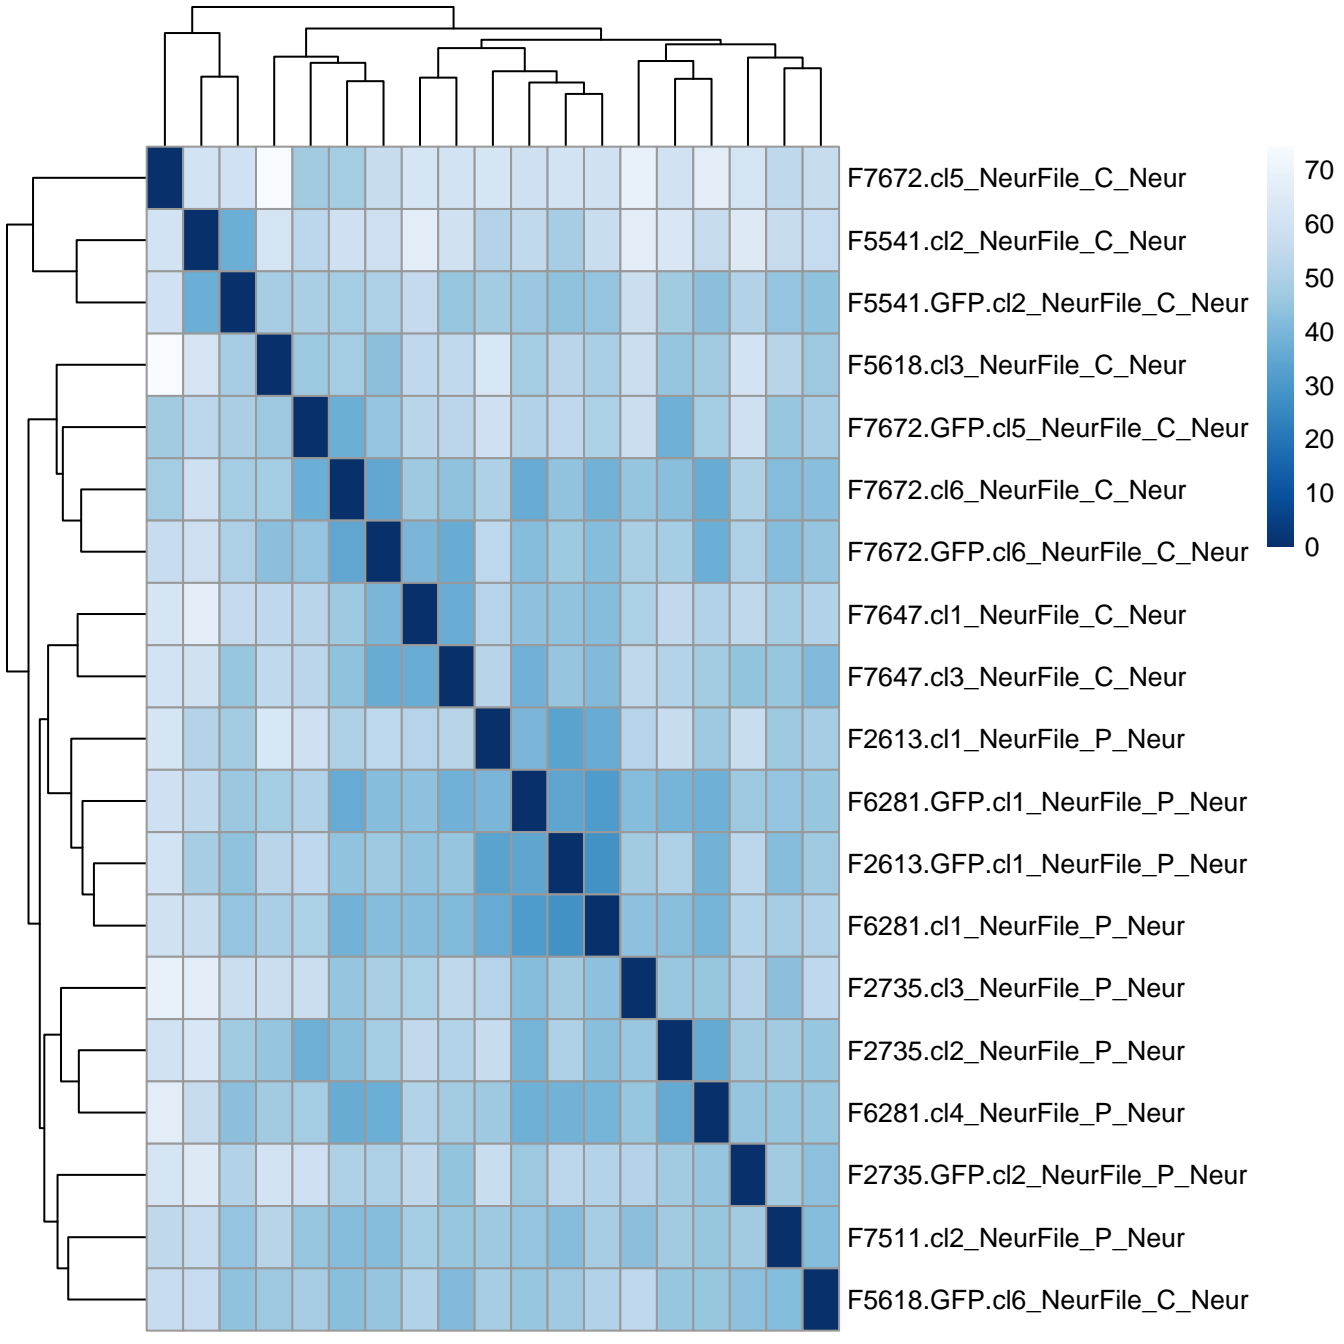 F7672.cl5_NeurFile_C_Neur
F5541.cl2_NeurFile_C_Neur
F5541.GFP.cl2_NeurFile_C_Neur
F5618.cl3_NeurFile_C_Neur
F7672.GFP.cl5_NeurFile_C_Neur
F7672.cl6_NeurFile_C_Neur
F7672.GFP.cl6_NeurFile_C_Neur
F7647.cl1_NeurFile_C_Neur
F7647.cl3_NeurFile_C_Neur
F2613.cl1_NeurFile_P_Neur
F6281.GFP.cl1_NeurFile_P_Neur
F2613.GFP.cl1_NeurFile_P_Neur
F6281.cl1_NeurFile_P_Neur
F2735.cl3_NeurFile_P_Neur
F2735.cl2_NeurFile_P_Neur
F6281.cl4_NeurFile_P_Neur
F2735.GFP.cl2_NeurFile_P_Neur
F7511.cl2_NeurFile_P_Neur
F5618.GFP.cl6_NeurFile_C_Neur
70
60
50
40
30
20
10
0